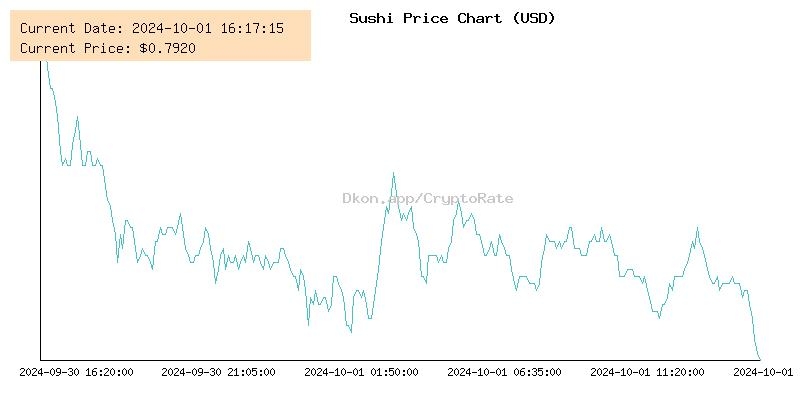 Sushi Price Chart (USD)
Current Date: 2024-10-01 16:17:15
Current Price: $0.7920
Dkon.app/CryptoRate
2024-09-30 16:20:00 2024-09-30 21:05:00 2024-10-01 01:50:00 2024-10-01 06:35:00 2024-10-01 11:20:00 2024-10-01